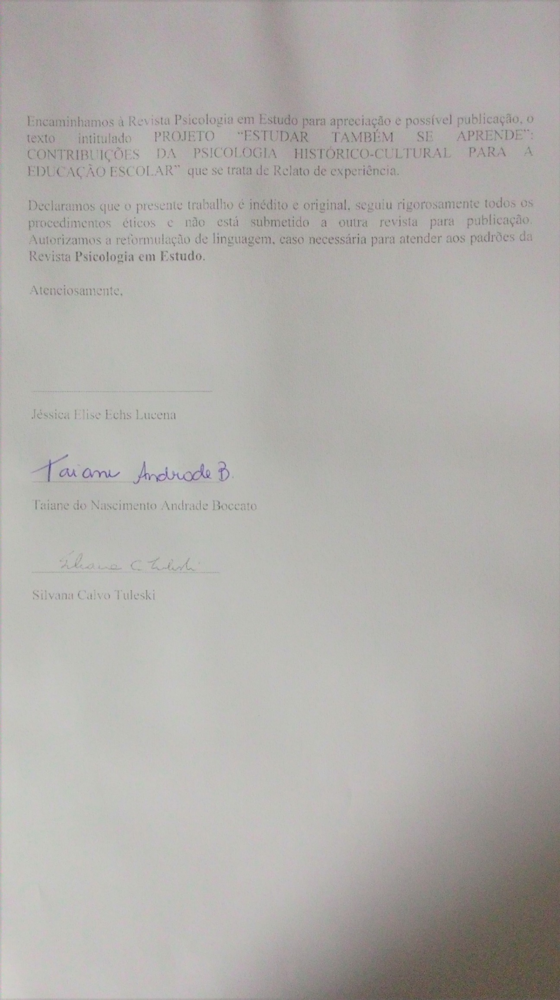 Encaminhamos à Revista Psicologia em Estudo para apreciação e possível publicação, o
texto intitulado PROJETO “ESTUDAR TAMBÉM SE APRENDE”:
CONTRIBUIÇÕES DA PSICOLOGIA HISTÓRICO-CULTURAL PARA A
EDUCAÇÃO ESCOLAR” que se trata de Relato de experiência.
Declaramos que o presente trabalho é inédito e original, seguiu rigorosamente todos os
procedimentos éticos e não está submetido a outra revista para publicação.
Autorizamos a reformulação de linguagem, caso necessária para atender aos padrões da
Revista Psicologia em Estudo.
Atenciosamente,
Jéssica Elise Echs Lucena
Taiane Andrade B.
Taiane do Nascimento Andrade Boccato
Silvana C. Tuleski
Silvana Calvo Tuleski